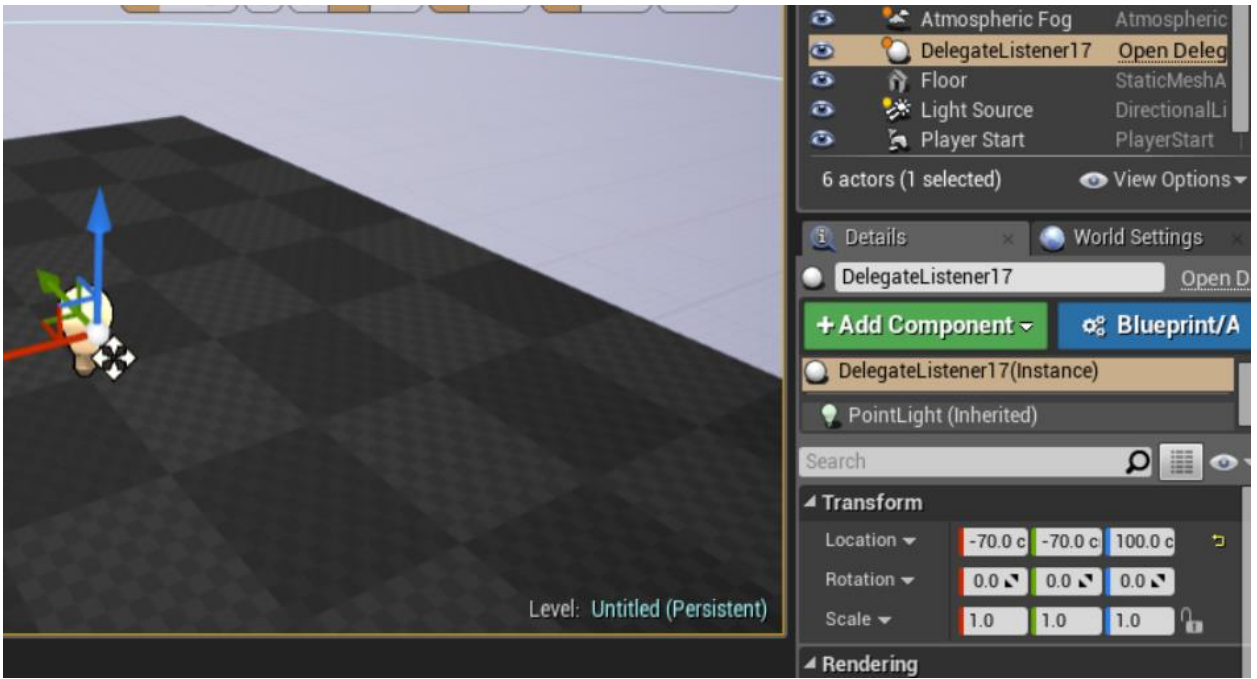 Atmospheric Fog Atmospheric
DelegateListener17 Open Deleg
Floor StaticMeshA
Light Source DirectionalLi
Player Start PlayerStart
6 actors (1 selected) View Options
Details World Settings
DelegateListener17 Open D
+ Add Component Blueprint/A
DelegateListener17(Instance)
PointLight (Inherited)
Search
Transform
Location -70.0 c -70.0 c 100.0 c
Rotation 0.0 0.0 0.0
Scale 1.0 1.0 1.0
Level: Untitled (Persistent)
Rendering